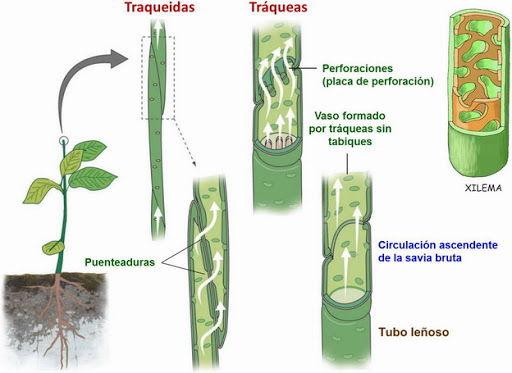 Traqueidas
Tráqueas
Perforaciones
(placa de perforación)
Vaso formado
por tráqueas sin
tabiques
XILEMA
Puenteaduras
Circulación ascendente
de la savia bruta
Tubo leñoso